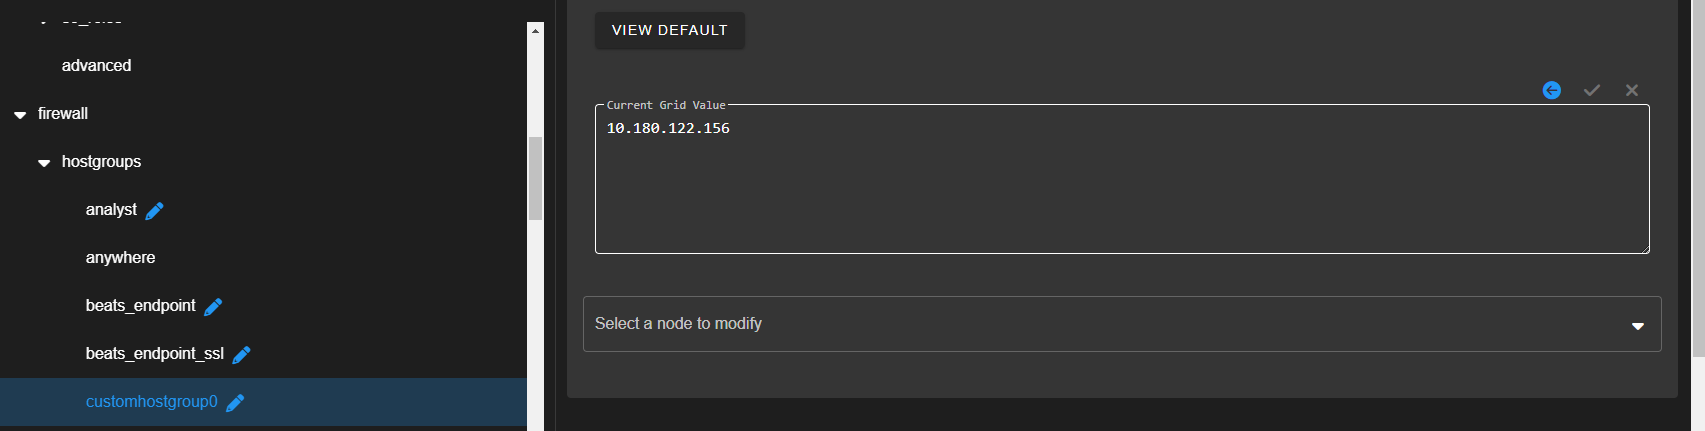 advanced
firewall
hostgroups
analyst
anywhere
beats_endpoint
beats_endpoint_ssl
customhostgroup0
VIEW DEFAULT
Current Grid Value
10.180.122.156
Select a node to modify